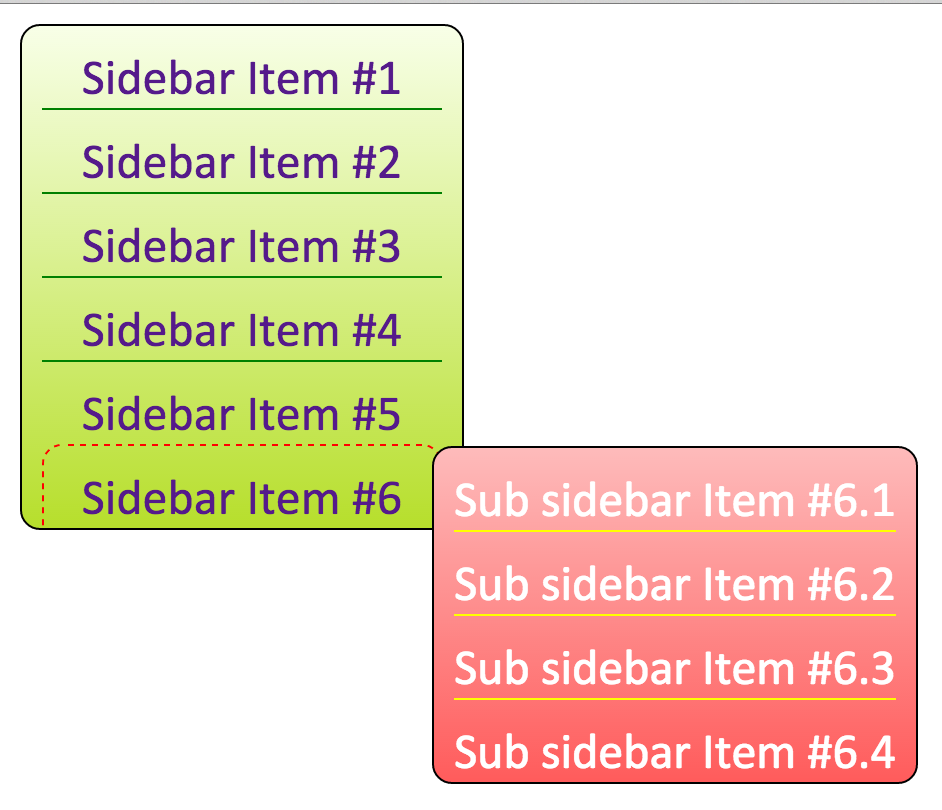 Sidebar Item #1
Sidebar Item #2
Sidebar Item #3
Sidebar Item #4
Sidebar Item #5
Sidebar Item #6
Sub sidebar Item #6.1
Sub sidebar Item #6.2
Sub sidebar Item #6.3
Sub sidebar Item #6.4